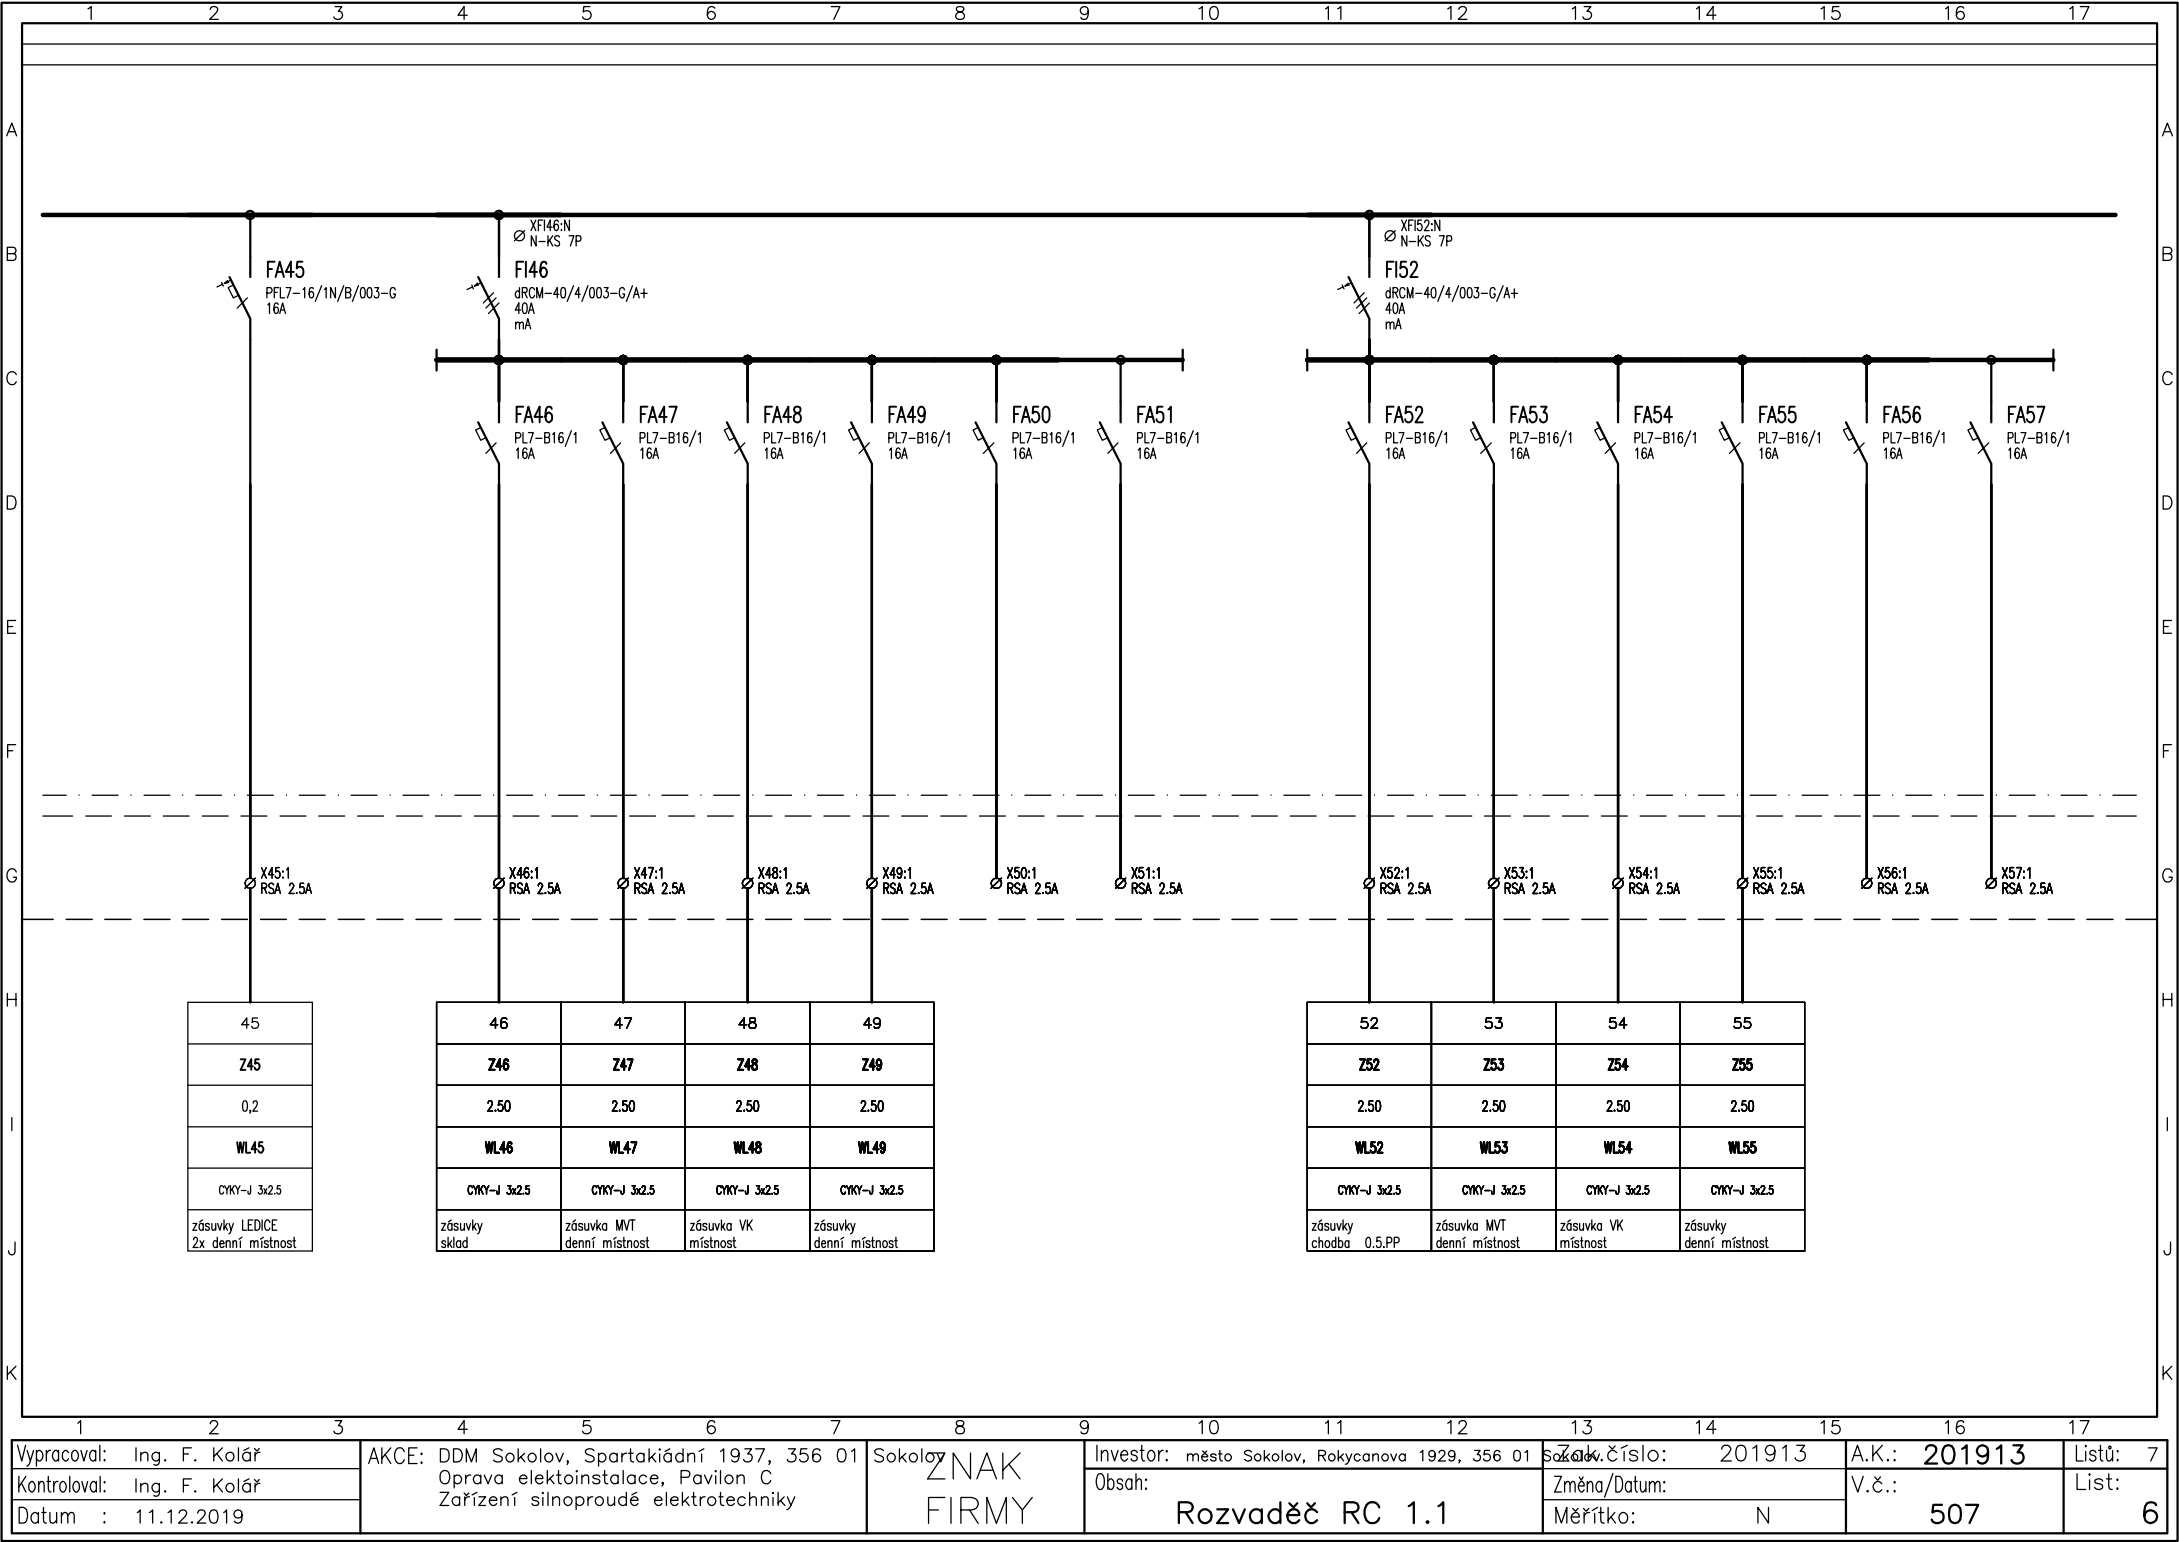 1 2 3 4 5 6 7 8 9 10 11 12 13 14 15 16 17
A A
B B
C C
D D
E E
F F
G G
H H
I I
J J
K K
XFI46:N
N-KS 7P
XFI52:N
N-KS 7P
FA45
PFL7-16/1N/B/003-G
16A
FI46
dRCM-40/4/003-G/A+
40A
mA
FI52
dRCM-40/4/003-G/A+
40A
mA
FA46 FA47 FA48 FA49 FA50 FA51 FA52 FA53 FA54 FA55 FA56 FA57
PL7-B16/1 PL7-B16/1 PL7-B16/1 PL7-B16/1 PL7-B16/1 PL7-B16/1 PL7-B16/1 PL7-B16/1 PL7-B16/1 PL7-B16/1 PL7-B16/1 PL7-B16/1
16A 16A 16A 16A 16A 16A 16A 16A 16A 16A 16A 16A
X45:1 X46:1 X47:1 X48:1 X49:1 X50:1 X51:1 X52:1 X53:1 X54:1 X55:1 X56:1 X57:1
RSA 2.5A RSA 2.5A RSA 2.5A RSA 2.5A RSA 2.5A RSA 2.5A RSA 2.5A RSA 2.5A RSA 2.5A RSA 2.5A RSA 2.5A RSA 2.5A RSA 2.5A
45 46 47 48 49 52 53 54 55
Z45 Z46 Z47 Z48 Z49 Z52 Z53 Z54 Z55
0,2 2.50 2.50 2.50 2.50 2.50 2.50 2.50 2.50
WL45 WL46 WL47 WL48 WL49 WL52 WL53 WL54 WL55
CYKY-J 3x2.5 CYKY-J 3x2.5 CYKY-J 3x2.5 CYKY-J 3x2.5 CYKY-J 3x2.5 CYKY-J 3x2.5 CYKY-J 3x2.5 CYKY-J 3x2.5 CYKY-J 3x2.5
zásuvky LEDICE zásuvky zásuvka MVT zásuvka VK zásuvky zásuvky zásuvka MVT zásuvka VK zásuvky
2x denní místnost sklad denní místnost místnost denní místnost chodba 0.5.PP denní místnost místnost denní místnost
1 2 3 4 5 6 7 8 9 10 11 12 13 14 15 16 17
Vypracoval: Ing. F. Kolář
Kontroloval: Ing. F. Kolář
Datum : 11.12.2019
AKCE: DDM Sokolov, Spartakiádní 1937, 356 01 Sokolov
Oprava elektoinstalace, Pavilon C
Zařízení silnoproudé elektrotechniky
ZNAK
FIRMY
Investor: město Sokolov, Rokycanova 1929, 356 01 Sokolov
Obsah:
Rozvaděč RC 1.1
Zak.číslo: 201913
Změna/Datum:
Měřítko: N
A.K.: 201913
V.č.:
507
Listů: 7
List:
6